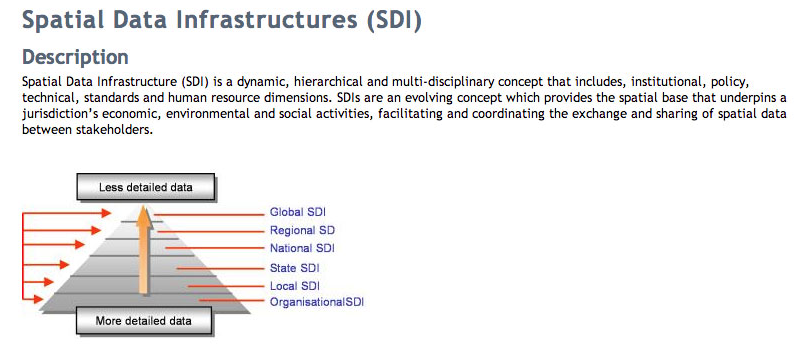 Spatial Data Infrastructures (SDI)
Description
Spatial Data Infrastructure (SDI) is a dynamic, hierarchical and multi-disciplinary concept that includes, institutional, policy,
technical, standards and human resource dimensions. SDIs are an evolving concept which provides the spatial base that underpins a
jurisdiction's economic, environmental and social activities, facilitating and coordinating the exchange and sharing of spatial data
between stakeholders.
Less detailed data
Global SDI
Regional SD
National SDI
State SDI
Local SDI
OrganisationalSDI
More detailed data